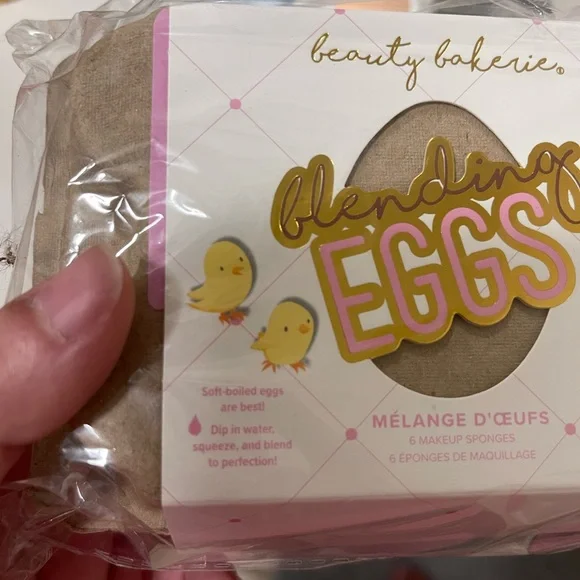 beauty bakerie®
blending
EGGS
Soft-boiled eggs
are best!
Dip in water,
squeeze, and blend
to perfection!
MÉLANGE D'ŒUFS
6 MAKEUP SPONGES
6 ÉPONGES DE MAQUILLAGE